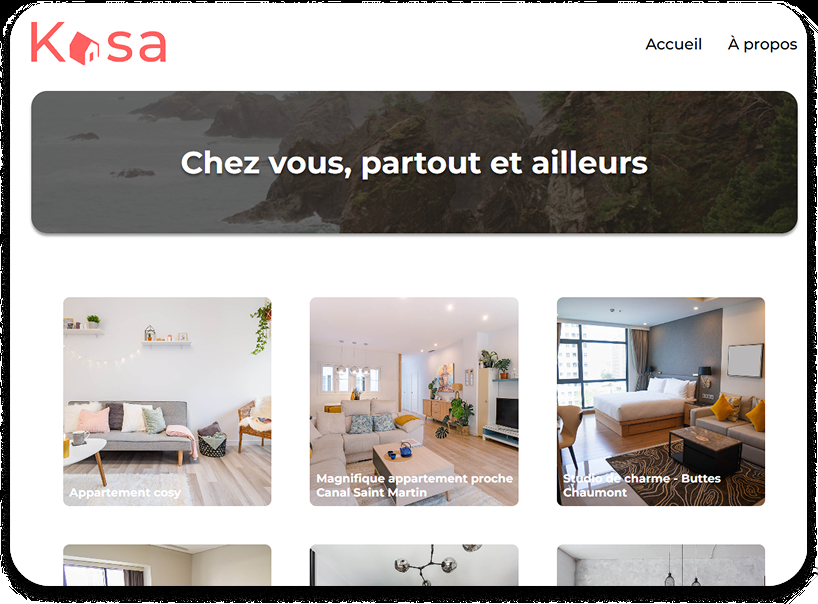 Kasa
Accueil
À propos
Chez vous, partout et ailleurs
Appartement cosy
Magnifique appartement proche
Canal Saint Martin
Studio de charme - Buttes
Chaumont